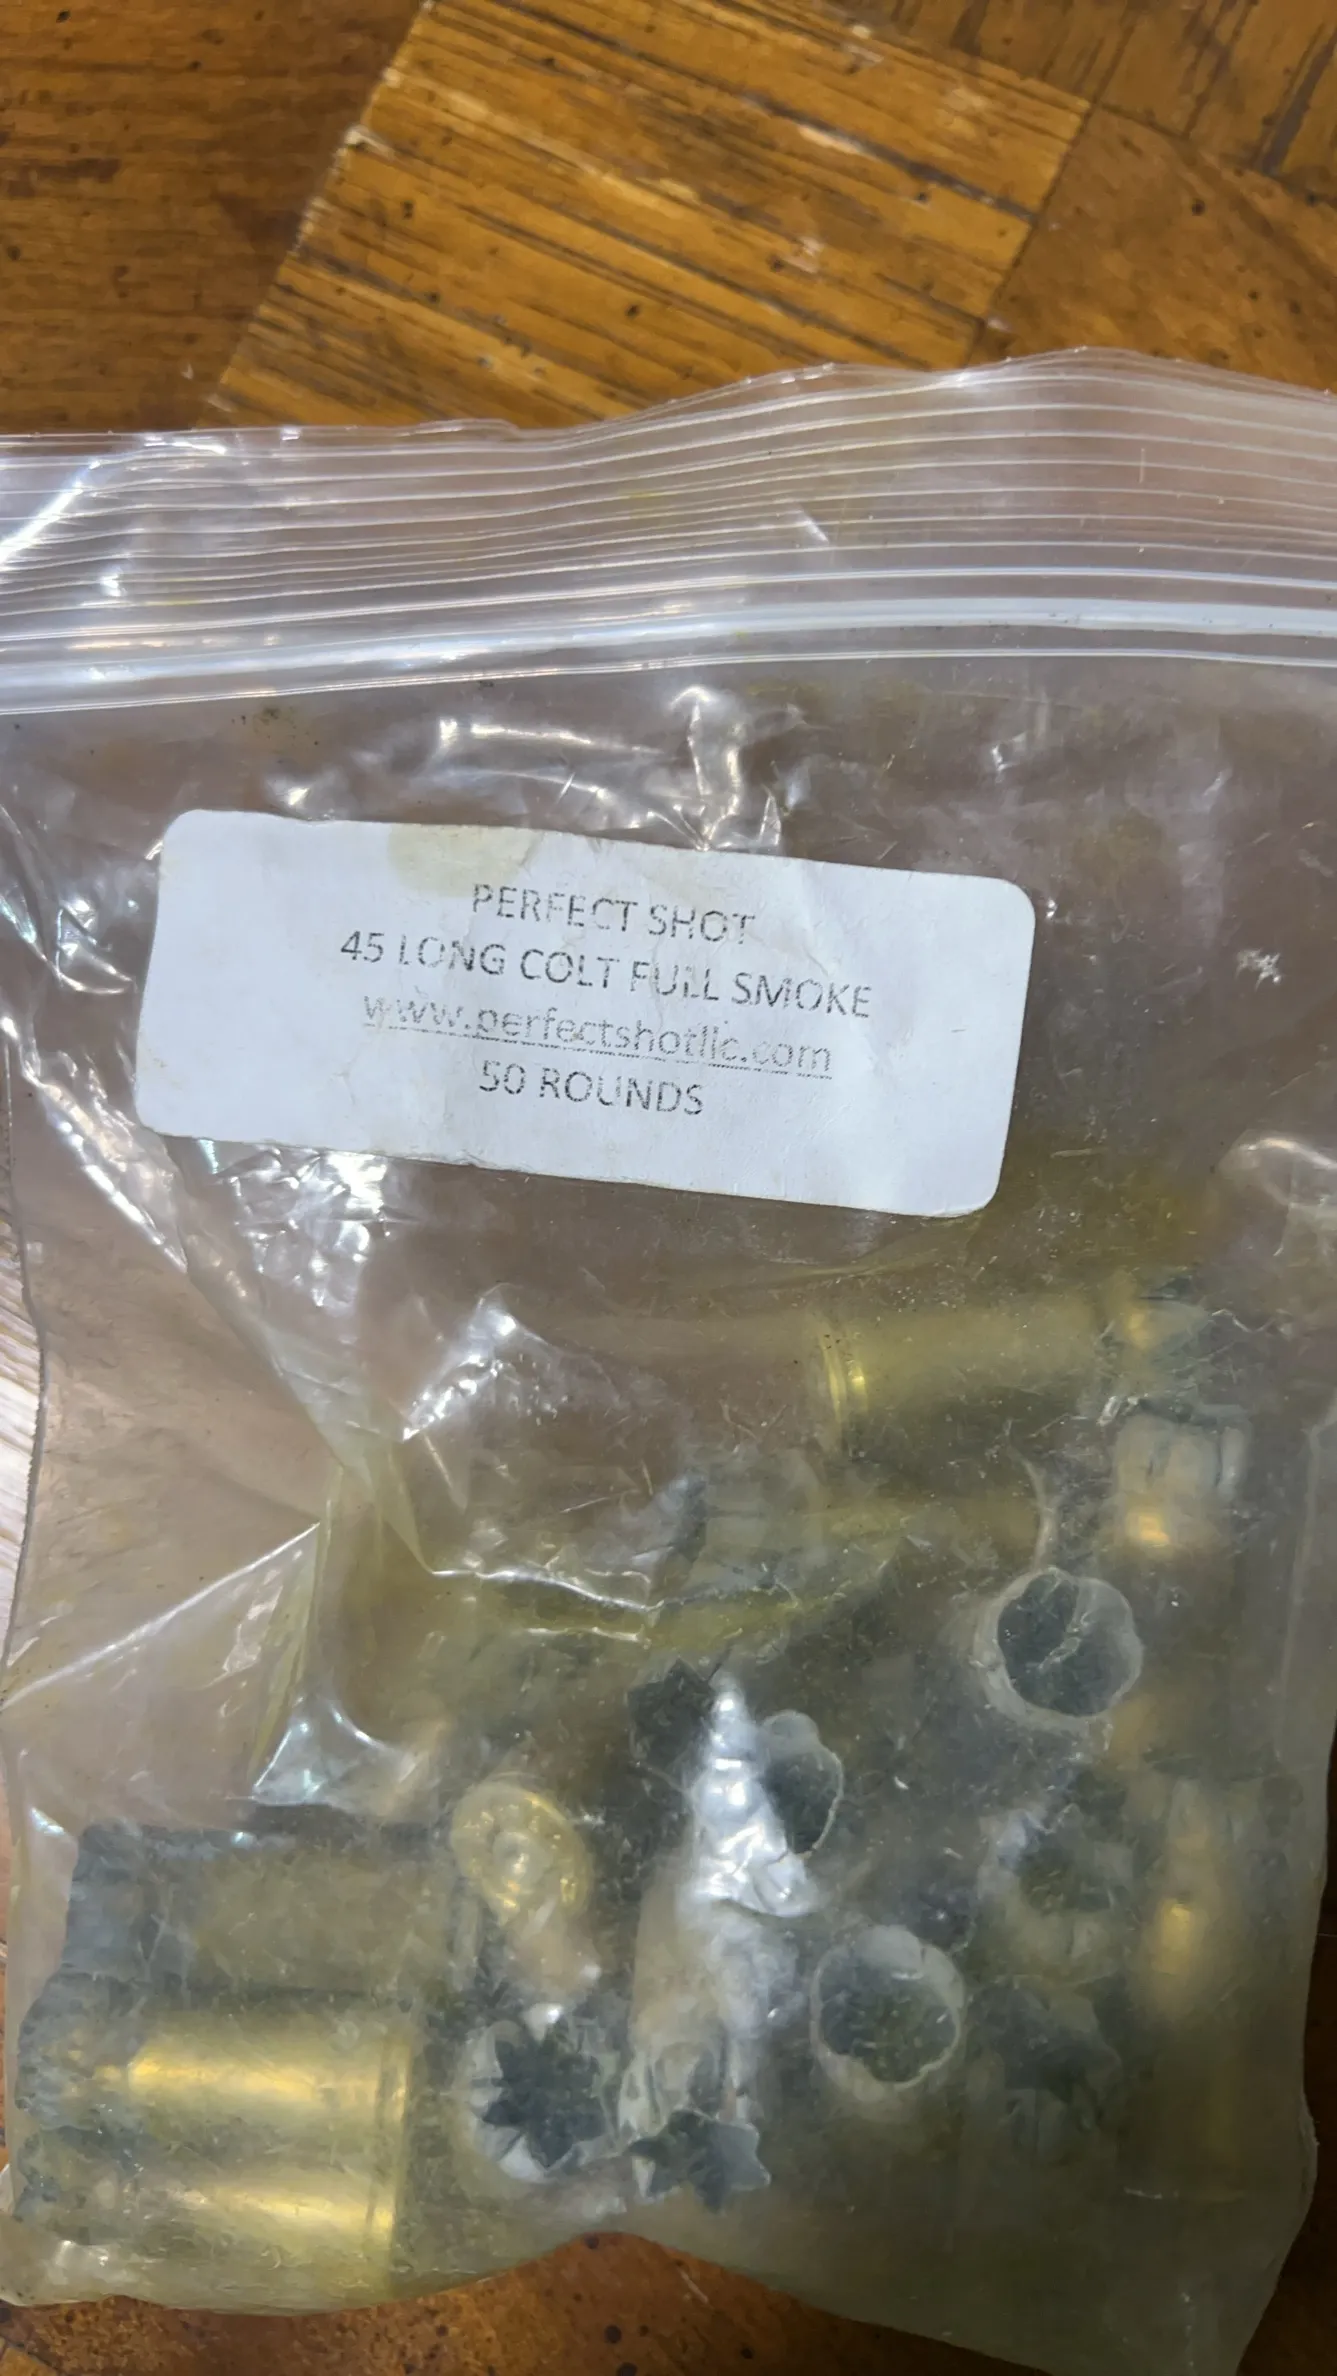 PERFECT SHOT
45 LONG COLT FULL SMOKE
www.perfectshotllc.com
50 ROUNDS